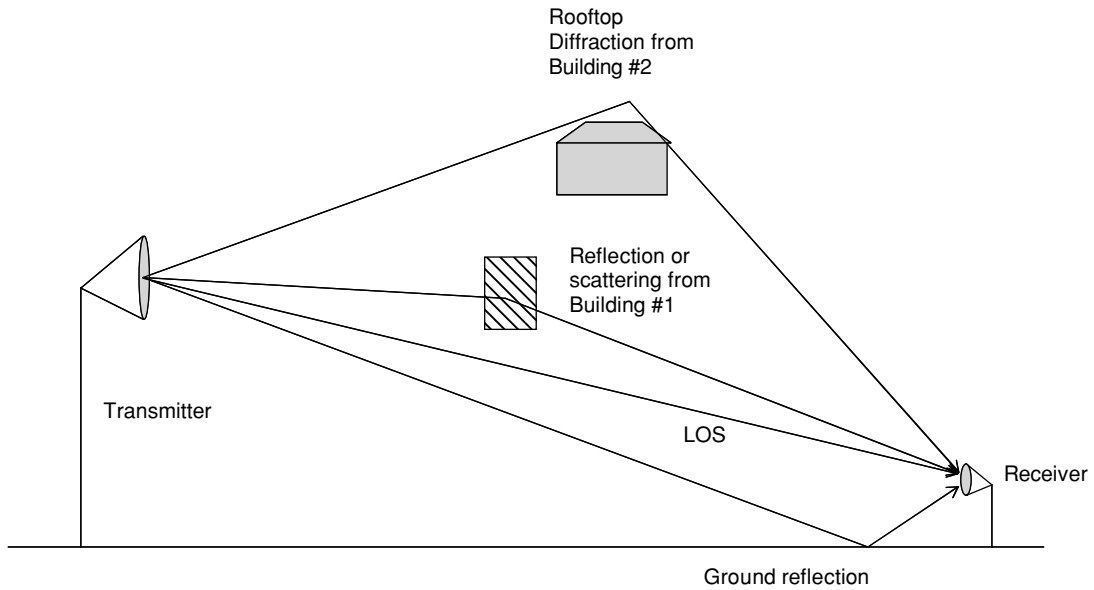 Rooftop
Diffraction from
Building #2
Reflection or
scattering from
Building #1
Transmitter
LOS
Receiver
Ground reflection